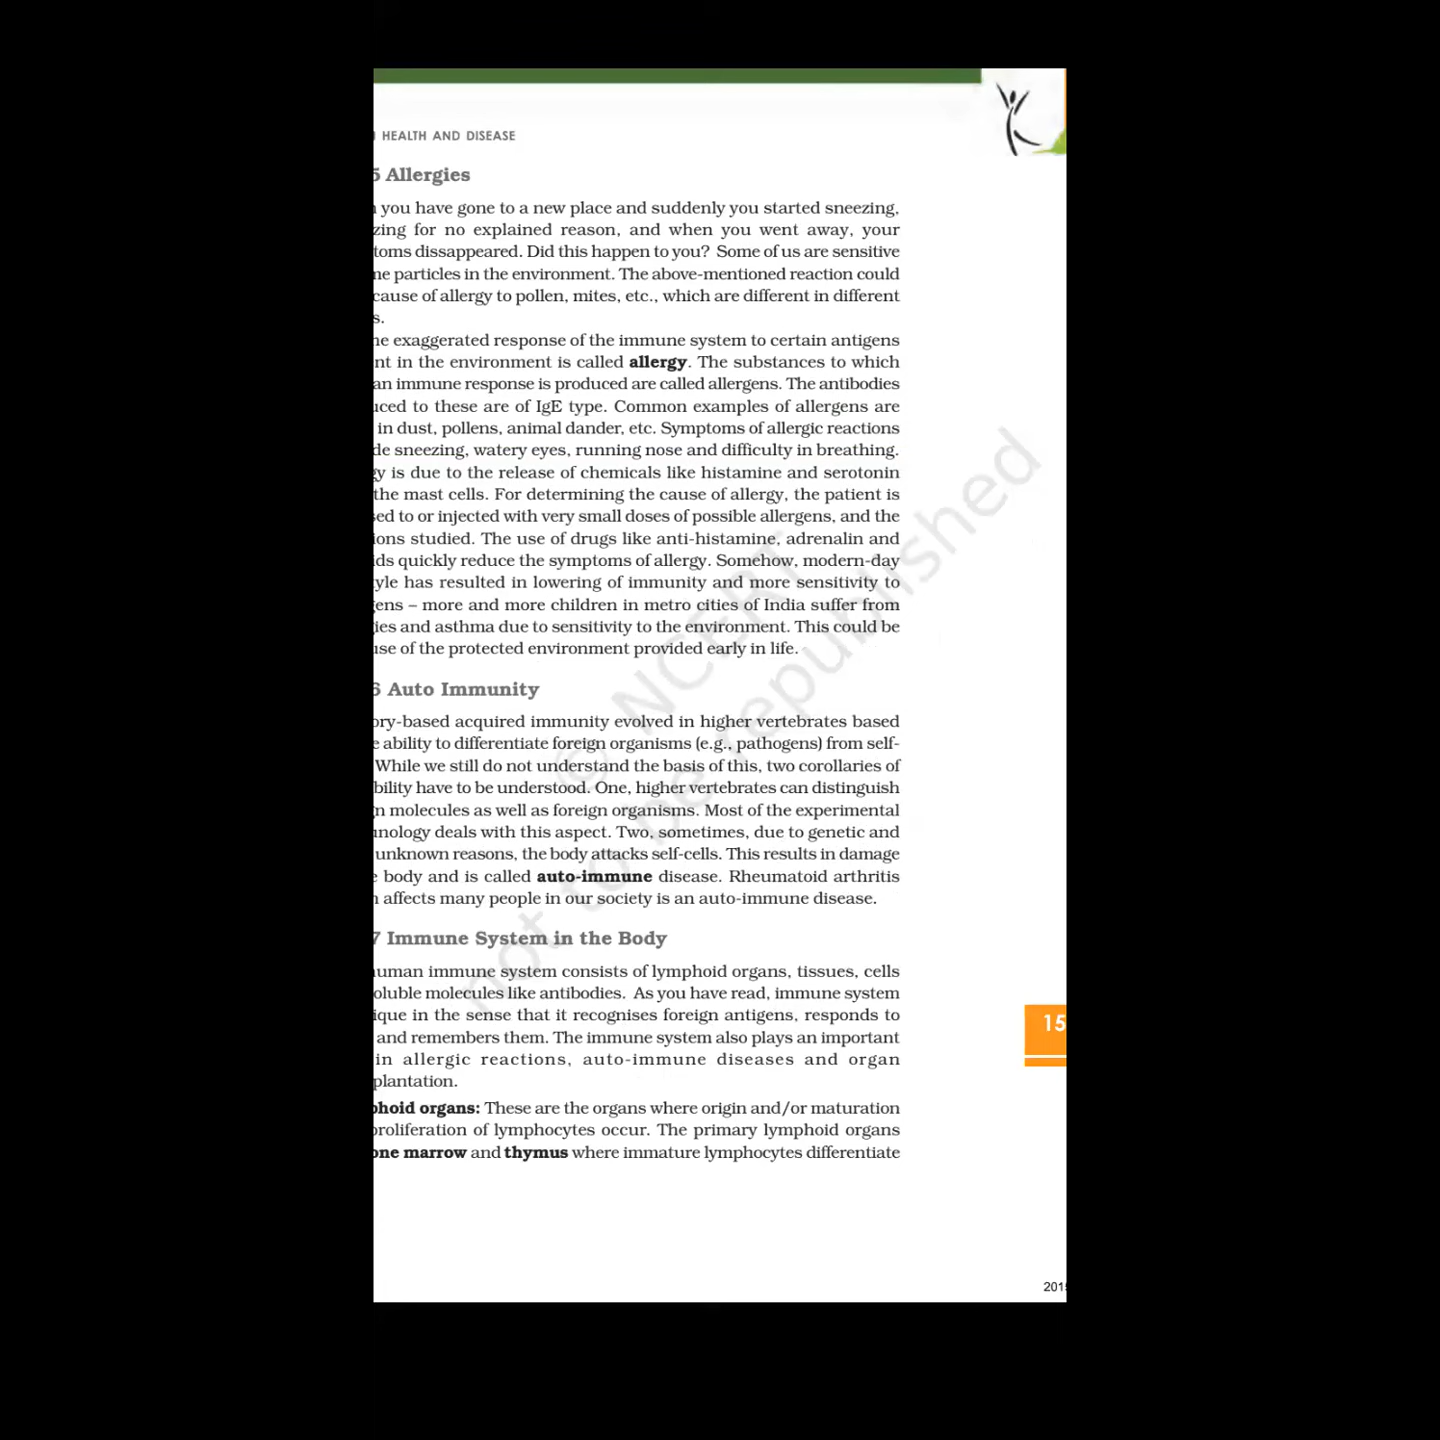 HEALTH AND DISEASE
5 Allergies
you have gone to a new place and suddenly you started sneezing,
zing for no explained reason, and when you went away, your
toms dissappeared. Did this happen to you? Some of us are sensitive
ne particles in the environment. The above-mentioned reaction could
cause of allergy to pollen, mites, etc., which are different in different
s.
he exaggerated response of the immune system to certain antigens
nt in the environment is called allergy. The substances to which
an immune response is produced are called allergens. The antibodies
uced to these are of IgE type. Common examples of allergens are
in dust, pollens, animal dander, etc. Symptoms of allergic reactions
de sneezing, watery eyes, running nose and difficulty in breathing.
gy is due to the release of chemicals like histamine and serotonin
the mast cells. For determining the cause of allergy, the patient is
sed to or injected with very small doses of possible allergens, and the
ions studied. The use of drugs like anti-histamine, adrenalin and
ids quickly reduce the symptoms of allergy. Somehow, modern-day
yle has resulted in lowering of immunity and more sensitivity to
gens – more and more children in metro cities of India suffer from
gies and asthma due to sensitivity to the environment. This could be
use of the protected environment provided early in life.
6 Auto Immunity
ory-based acquired immunity evolved in higher vertebrates based
e ability to differentiate foreign organisms (e.g., pathogens) from self-
While we still do not understand the basis of this, two corollaries of
bility have to be understood. One, higher vertebrates can distinguish
gn molecules as well as foreign organisms. Most of the experimental
unology deals with this aspect. Two, sometimes, due to genetic and
unknown reasons, the body attacks self-cells. This results in damage
e body and is called auto-immune disease. Rheumatoid arthritis
h affects many people in our society is an auto-immune disease.
7 Immune System in the Body
human immune system consists of lymphoid organs, tissues, cells
oluble molecules like antibodies. As you have read, immune system
ique in the sense that it recognises foreign antigens, responds to
and remembers them. The immune system also plays an important
in allergic reactions, auto-immune diseases and organ
plantation.
phoid organs: These are the organs where origin and/or maturation
proliferation of lymphocytes occur. The primary lymphoid organs
one marrow and thymus where immature lymphocytes differentiate
© NCERT
not to be republished
15
201